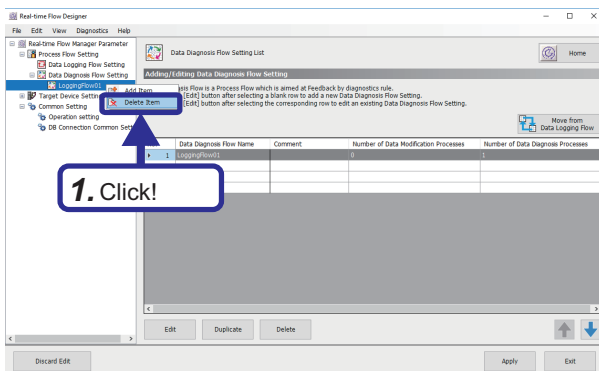 Real-time Flow Designer
File Edit View Diagnostics Help
Real-time Flow Manager Parameter
Process Flow Setting
Data Logging Flow Setting
Data Diagnosis Flow Setting
LoggingFlow01
Target Device Setting
Common Setting
Operation setting
DB Connection Common Sett
Add Item
Delete Item
Data Diagnosis Flow Setting List
Home
Adding/Editing Data Diagnosis Flow Setting
sis Flow is a Process Flow which is aimed at Feedback by diagnostics rule.
[Edit] button after selecting a blank row to add a new Data Diagnosis Flow Setting.
[Edit] button after selecting the corresponding row to edit an existing Data Diagnosis Flow Setting.
Move from
Data Logging Flow
Data Diagnosis Flow Name Comment Number of Data Modification Processes Number of Data Diagnosis Processes
1 LoggingFlow01 0 1
1. Click!
Edit Duplicate Delete
Discard Edit Apply Exit